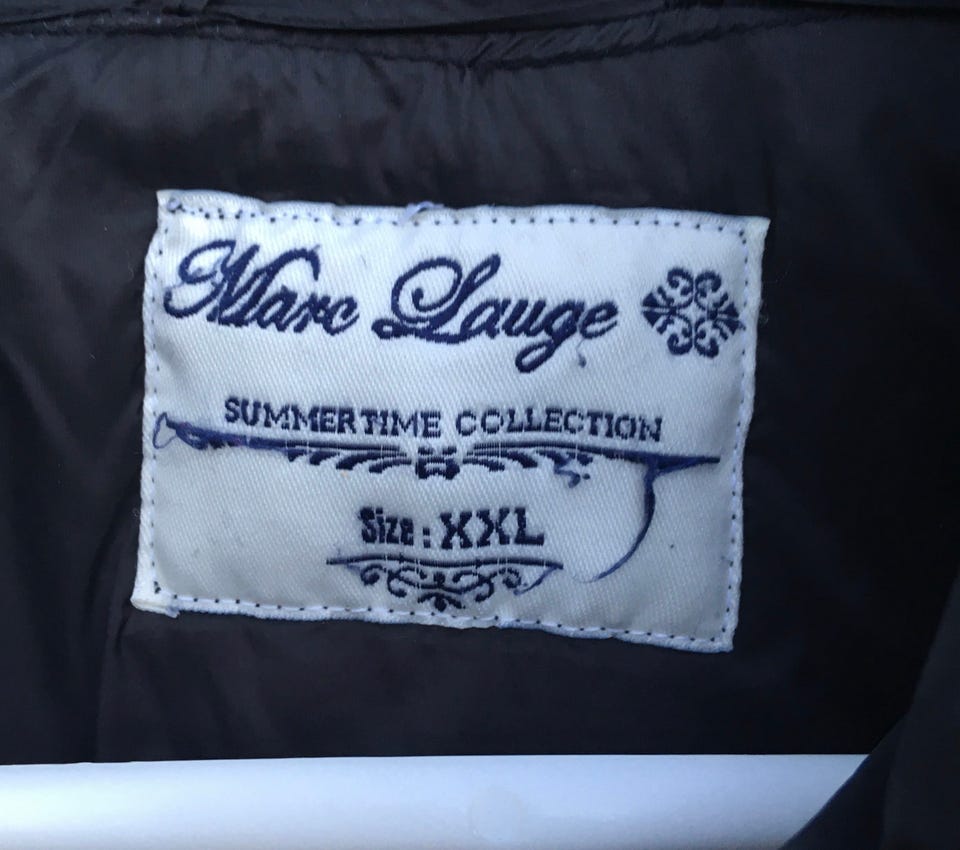 Marc Lauge
SUMMERTIME COLLECTION
Size: XXL